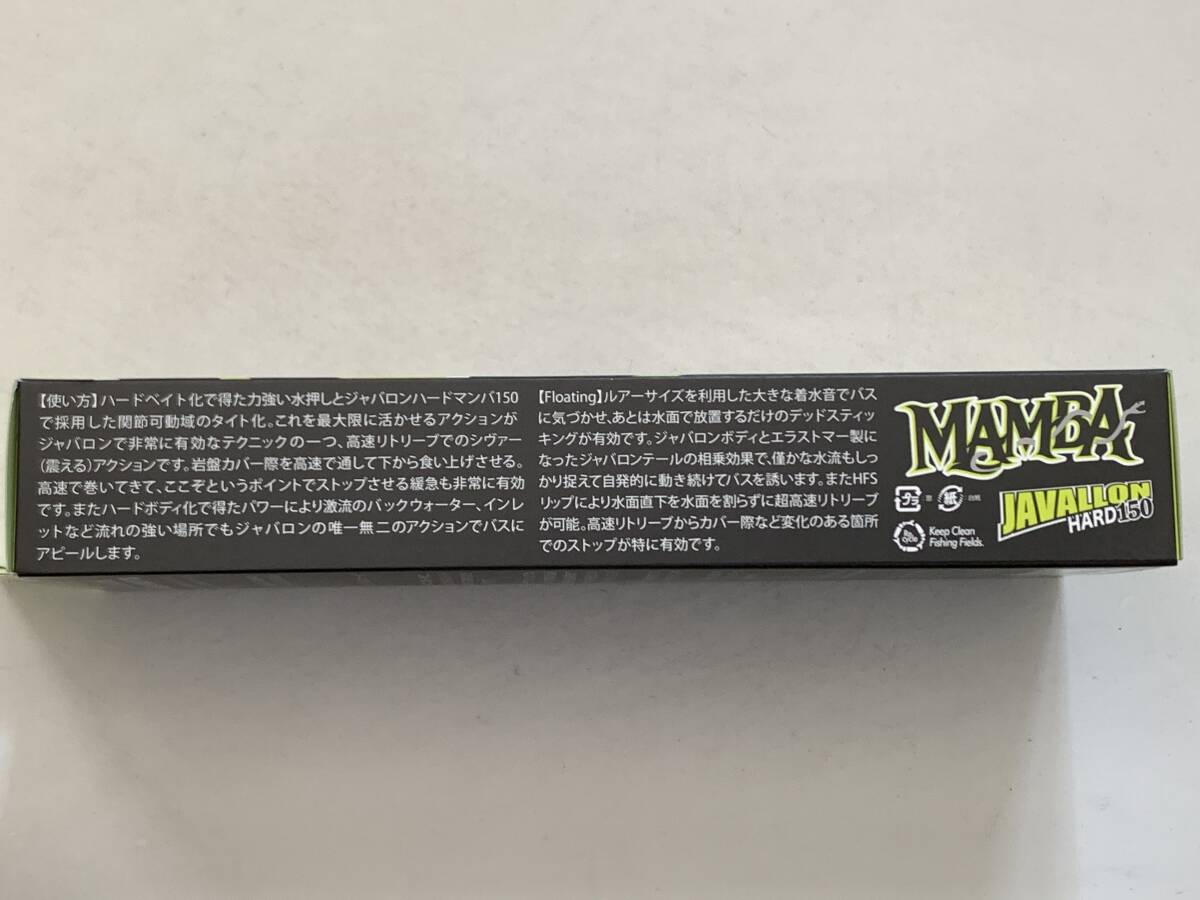 【使い方】ハードベイト化で得た力強い水押しとジャバロンハードマンバ150
で採用した関節可動域のタイト化。これを最大限に活かせるアクションが
ジャバロンで非常に有効なテクニックの一つ、高速リトリーブでのシヴァー
(震える)アクションです。岩盤カバー際を高速で通して下から食い上げさせる。
高速で巻いてきて、ここぞというポイントでストップさせる緩急も非常に有効
です。またハードボディ化で得たパワーにより激流のバックウォーター、インレ
ットなど流れの強い場所でもジャバロンの唯一無二のアクションでバスに
アピールします。
【Floating】ルアーサイズを利用した大きな着水音でバス
に気づかせ、あとは水面で放置するだけのデッドスティッ
キングが有効です。ジャバロンボディとエラストマー製に
なったジャバロンテールの相乗効果で、僅かな水流もしっ
かり捉えて自発的に動き続けてバスを誘います。またHFS
リップにより水面直下を水面を割らずに超高速リトリーブ
が可能。高速リトリーブからカバー際など変化のある箇所
でのストップが特に有効です。
MAMBA
JAVALLON
HARD150
プラ
紙
台紙
Keep Clean
Fishing Fields.